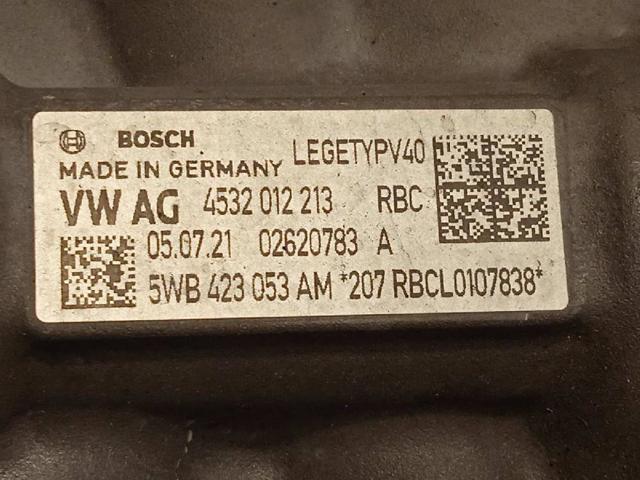 BOSCH
LEGETYPV40
MADE IN GERMANY
VW AG 4532 012 213 RBC
05.07.21 02620783 A
5WB 423 053 AM *207 RBCL0107838*